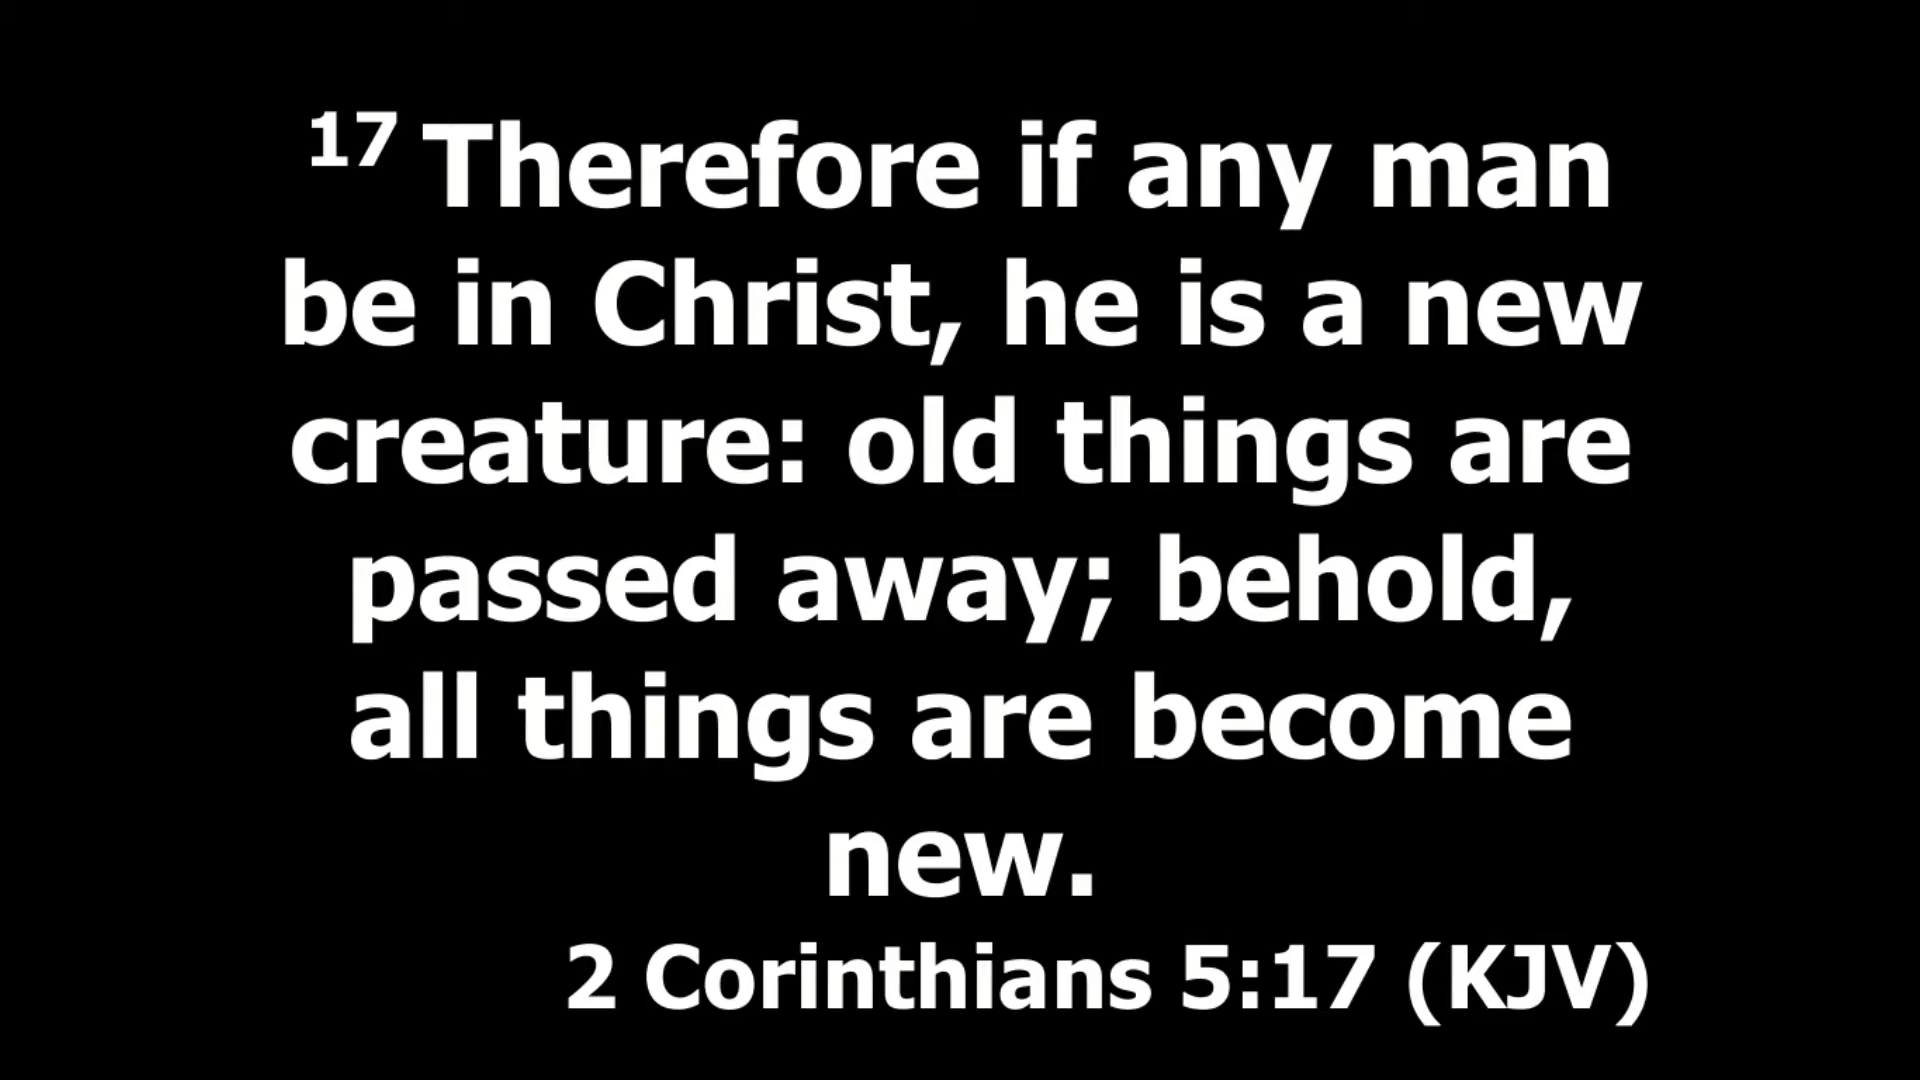 17 Therefore if any man
be in Christ, he is a new
creature: old things are
passed away; behold,
all things are become
new.
2 Corinthians 5:17 (KJV)